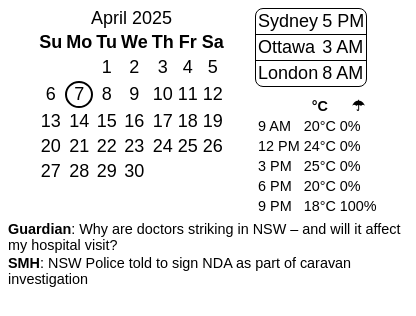 April 2025
Su Mo Tu We Th Fr Sa
1 2 3 4 5
6 7 8 9 10 11 12
13 14 15 16 17 18 19
20 21 22 23 24 25 26
27 28 29 30
Sydney 5 PM
Ottawa 3 AM
London 8 AM
°C ☂
9 AM 20°C 0%
12 PM 24°C 0%
3 PM 25°C 0%
6 PM 20°C 0%
9 PM 18°C 100%
Guardian: Why are doctors striking in NSW – and will it affect
my hospital visit?
SMH: NSW Police told to sign NDA as part of caravan
investigation